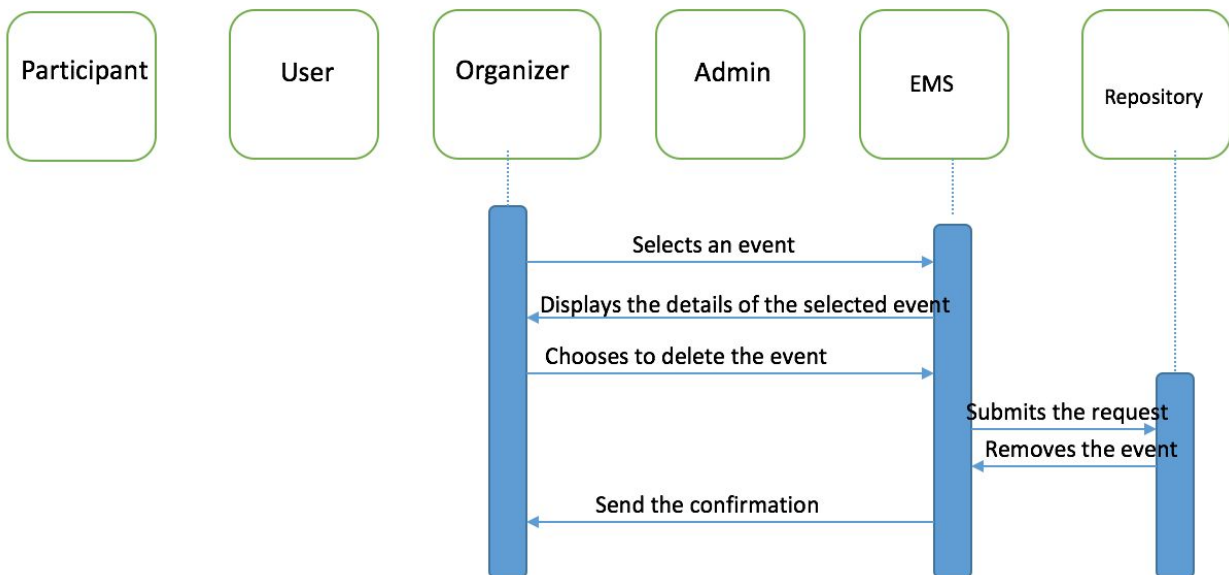 Participant
User
Organizer
Admin
EMS
Repository
Selects an event
Displays the details of the selected event
Chooses to delete the event
Submits the request
Removes the event
Send the confirmation